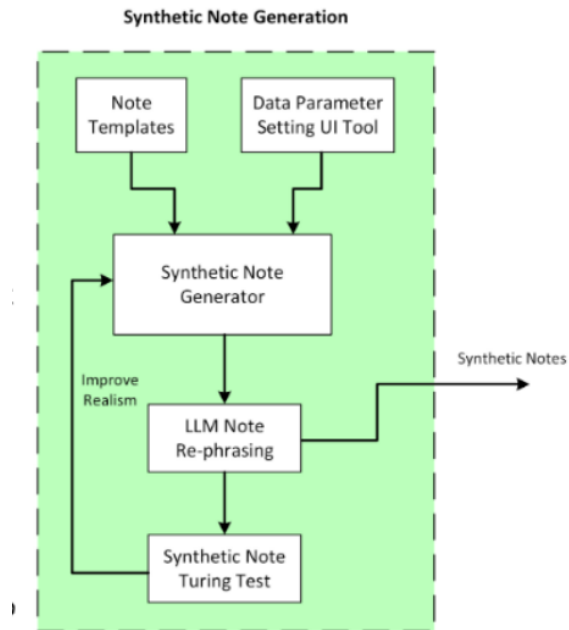 Synthetic Note Generation
Note
Templates
Data Parameter
Setting UI Tool
Synthetic Note
Generator
Synthetic Notes
Improve
Realism
LLM Note
Re-phrasing
Synthetic Note
Turing Test